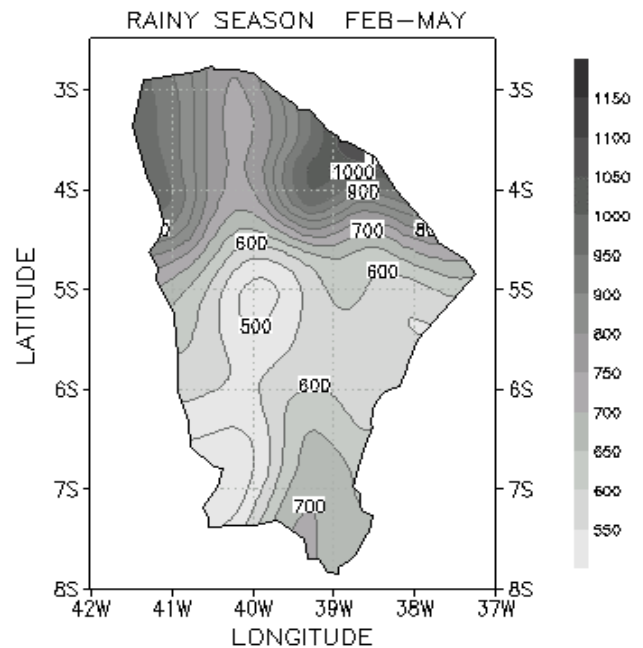 RAINY SEASON FEB-MAY
3S
4S
5S
6S
7S
8S
3S
4S
5S
6S
7S
8S
42W 41W 40W 39W 38W 37W
LONGITUDE
LATITUDE
1000
900
700
600
600
500
600
700
1150
1100
1050
1000
950
900
800
750
700
650
600
550